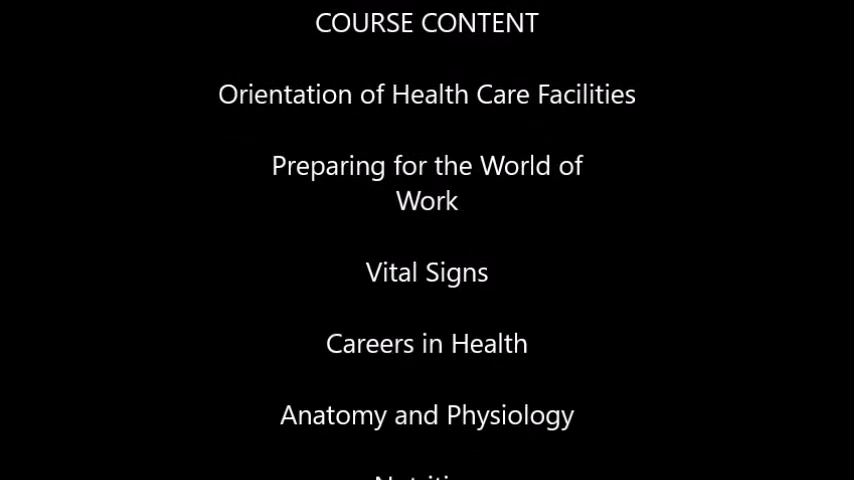 COURSE CONTENT
Orientation of Health Care Facilities
Preparing for the World of
Work
Vital Signs
Careers in Health
Anatomy and Physiology